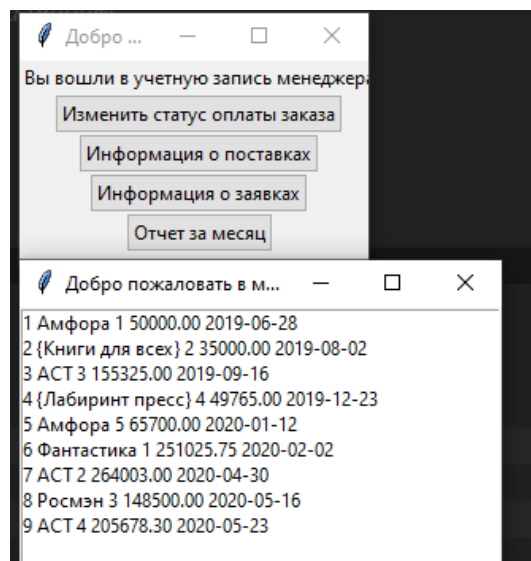 Добро ...
Вы вошли в учетную запись менеджера
Изменить статус оплаты заказа
Информация о поставках
Информация о заявках
Отчет за месяц
Добро пожаловать в м...
1 Амфора 1 50000.00 2019-06-28
2 {Книги для всех} 2 35000.00 2019-08-02
3 АСТ 3 155325.00 2019-09-16
4 {Лабиринт пресс} 4 49765.00 2019-12-23
5 Амфора 5 65700.00 2020-01-12
6 Фантастика 1 251025.75 2020-02-02
7 АСТ 2 264003.00 2020-04-30
8 Росмэн 3 148500.00 2020-05-16
9 АСТ 4 205678.30 2020-05-23